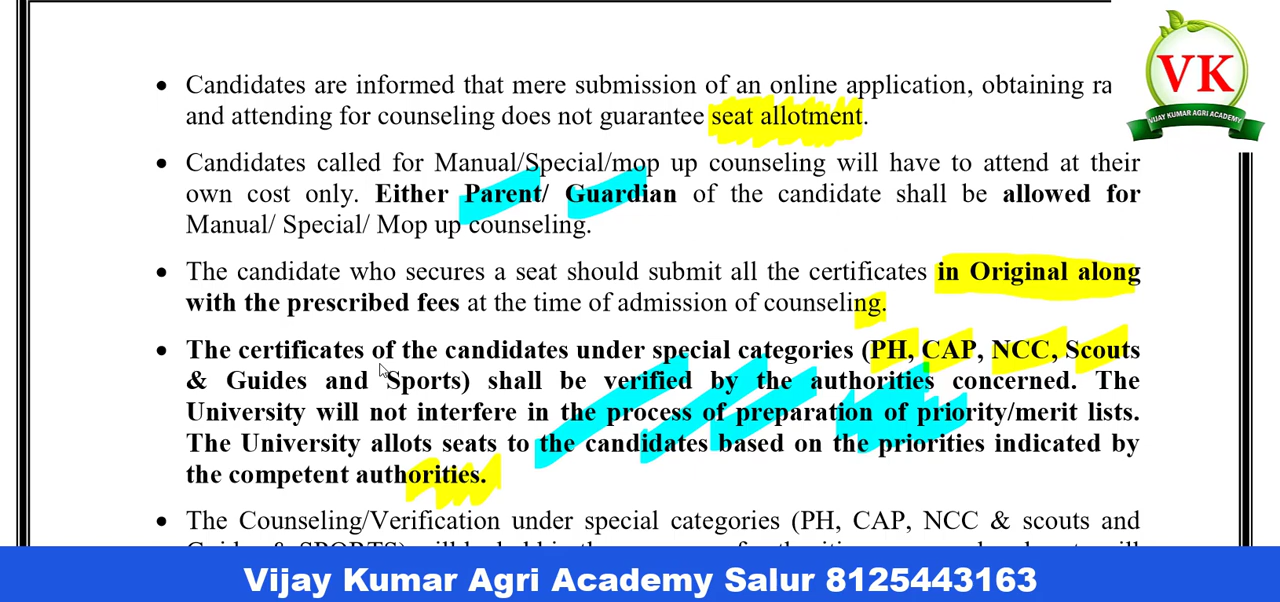 • Candidates are informed that mere submission of an online application, obtaining
and attending for counseling does not guarantee seat allotment.
• Candidates called for Manual/Special/mop up counseling will have to attend at their
own cost only. Either Parent/ Guardian of the candidate shall be allowed for
Manual/ Special/ Mop up counseling.
• The candidate who secures a seat should submit all the certificates in Original along
with the prescribed fees at the time of admission of counseling.
• The certificates of the candidates under special categories (PH, CAP, NCC, Scouts
& Guides and Sports) shall be verified by the authorities concerned. The
University will not interfere in the process of preparation of priority/merit lists.
The University allots seats to the candidates based on the priorities indicated by
the competent authorities.
• The Counseling/Verification under special categories (PH, CAP, NCC & scouts and
VK
VIJAY KUMAR AGRI ACADEMY
Vijay Kumar Agri Academy Salur 8125443163